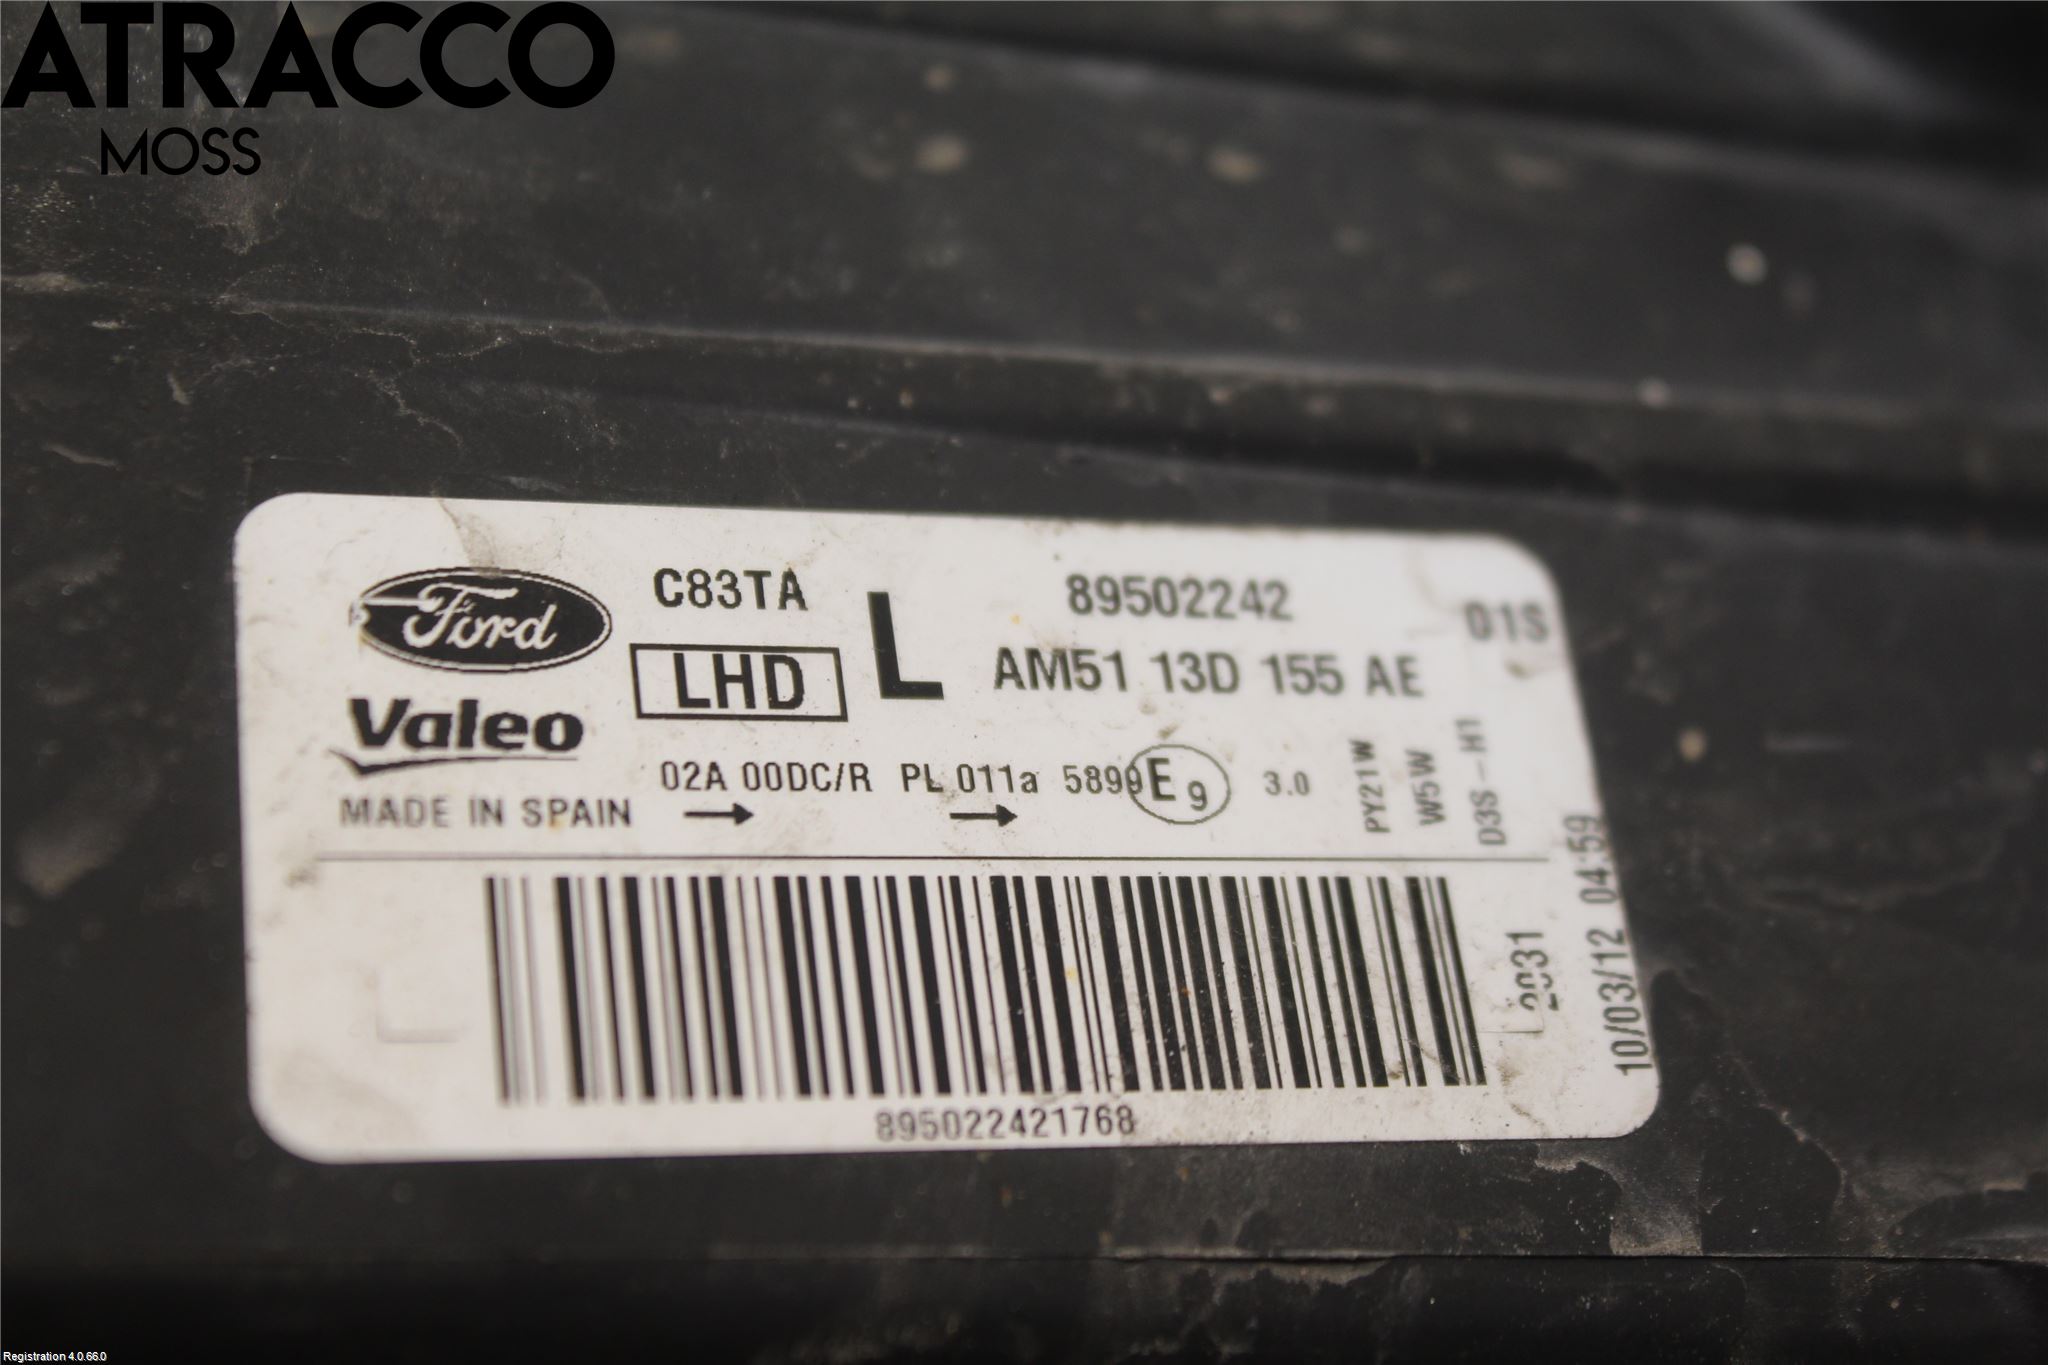 ATRACCO
MOSS
Ford
C83TA
L
89502242
01S
LHD
AM51 13D 155 AE
Valeo
02A 00DC/R PL 011a 5899 E9 3.0
MADE IN SPAIN
PY21W
W5W
D3S-H1
10/03/12 04:59
895022421768
Registration 4.0.66.0